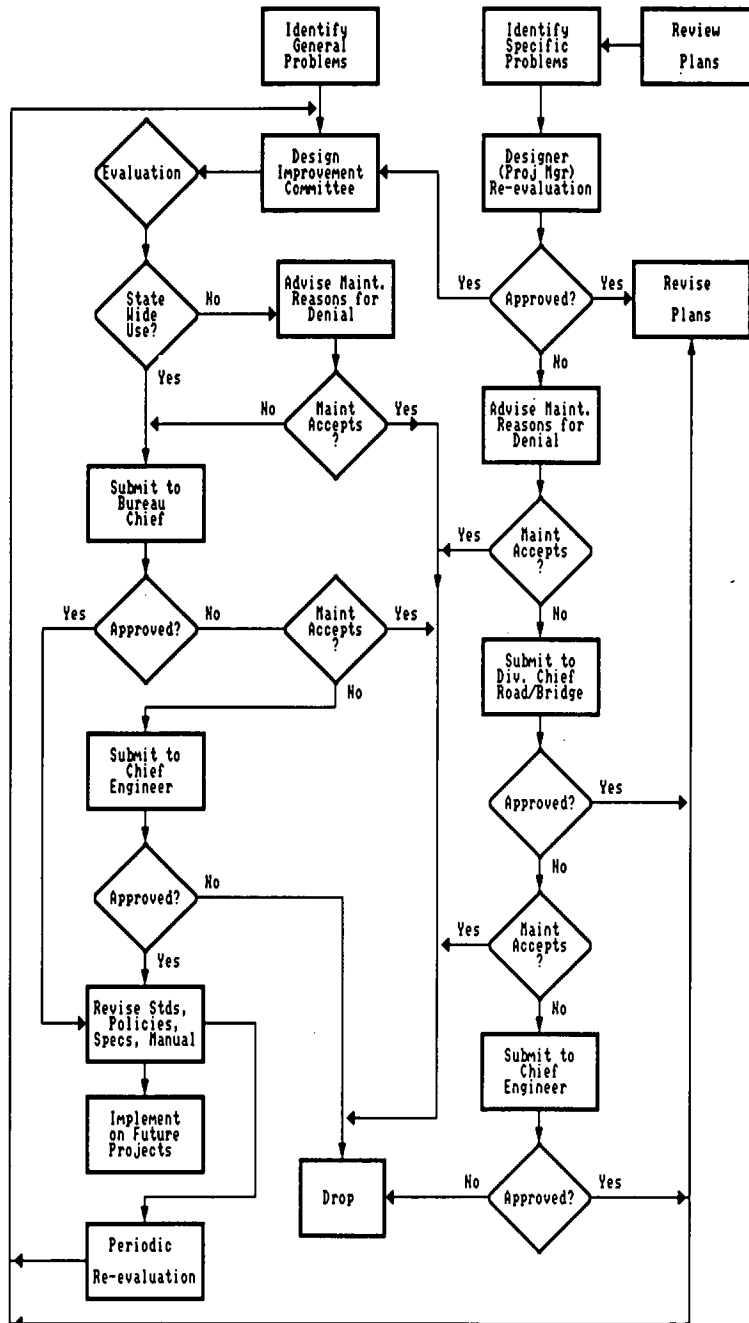 Identify
General
Problems
Identify
Specific
Problems
Review
Plans
Evaluation
Design
Improvement
Committee
Designer
(Proj Mgr)
Re-evaluation
State
Wide
Use?
No
Yes
Advise Maint.
Reasons for
Denial
Yes
Approved?
Yes
No
Revise
Plans
No
Maint
Accepts
?
Yes
Advise Maint.
Reasons for
Denial
Submit to
Bureau
Chief
Yes
Maint
Accepts
?
No
Yes
Approved?
No
Maint
Accepts
?
Yes
No
Submit to
Div. Chief
Road/Bridge
Submit to
Chief
Engineer
Approved?
Yes
No
Approved?
No
Yes
Yes
Maint
Accepts
?
No
Revise Stds,
Policies,
Specs, Manual
Submit to
Chief
Engineer
Implement
on Future
Projects
Drop
No
Approved?
Yes
Periodic
Re-evaluation